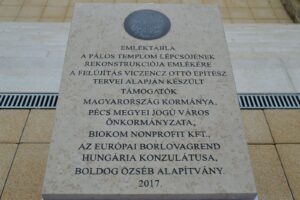 EMLÉKTÁBLA
A PÁLOS TEMPLOM LÉPCSŐJÉNEK
REKONSTRUKCIÓJA EMLÉKÉRE
A FELÚJÍTÁS VICZENCZ OTTÓ ÉPÍTÉSZ
TERVEI ALAPJÁN KÉSZÜLT
TÁMOGATÓK
MAGYARORSZÁG KORMÁNYA,
PÉCS MEGYEI JOGÚ VÁROS
ÖNKORMÁNYZATA,
BIOKOM NONPROFIT KFT.,
AZ EURÓPAI BORLOVAGREND
HUNGÁRIA KONZULÁTUSA,
BOLDOG ÖZSÉB ALAPÍTVÁNY
2017.